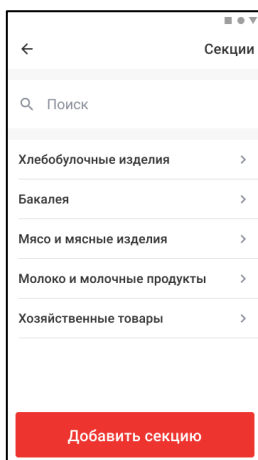 Секции
Поиск
Хлебобулочные изделия
Бакалея
Мясо и мясные изделия
Молоко и молочные продукты
Хозяйственные товары
Добавить секцию